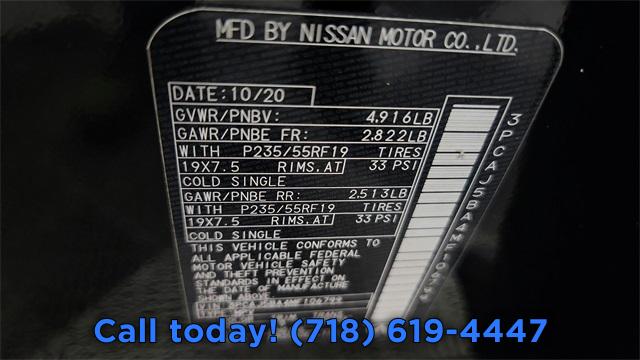 MFD BY NISSAN MOTOR CO.,LTD.
DATE:10/20
GVWR/PNBV: 4,916LB
GAWR/PNBE FR: 2,822LB
WITH P235/55RF19 TIRES
19X7.5 RIMS.AT 33 PSI
COLD SINGLE
GAWR/PNBE RR: 2,513LB
WITH P235/55RF19 TIRES
19X7.5 RIMS.AT 33 PSI
COLD SINGLE
THIS VEHICLE CONFORMS TO
ALL APPLICABLE FEDERAL
MOTOR VEHICLE SAFETY
AND THEFT PREVENTION
STANDARDS IN EFFECT ON
THE DATE OF MANUFACTURE
SHOWN ABOVE.
Call today! (718) 619-4447